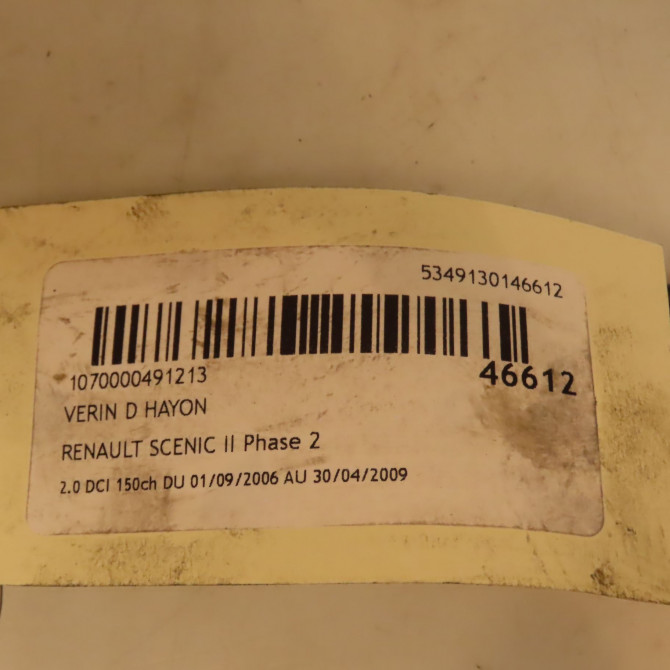 5349130146612
1070000491213
46612
VERIN D HAYON
RENAULT SCENIC II Phase 2
2.0 DCI 150ch DU 01/09/2006 AU 30/04/2009